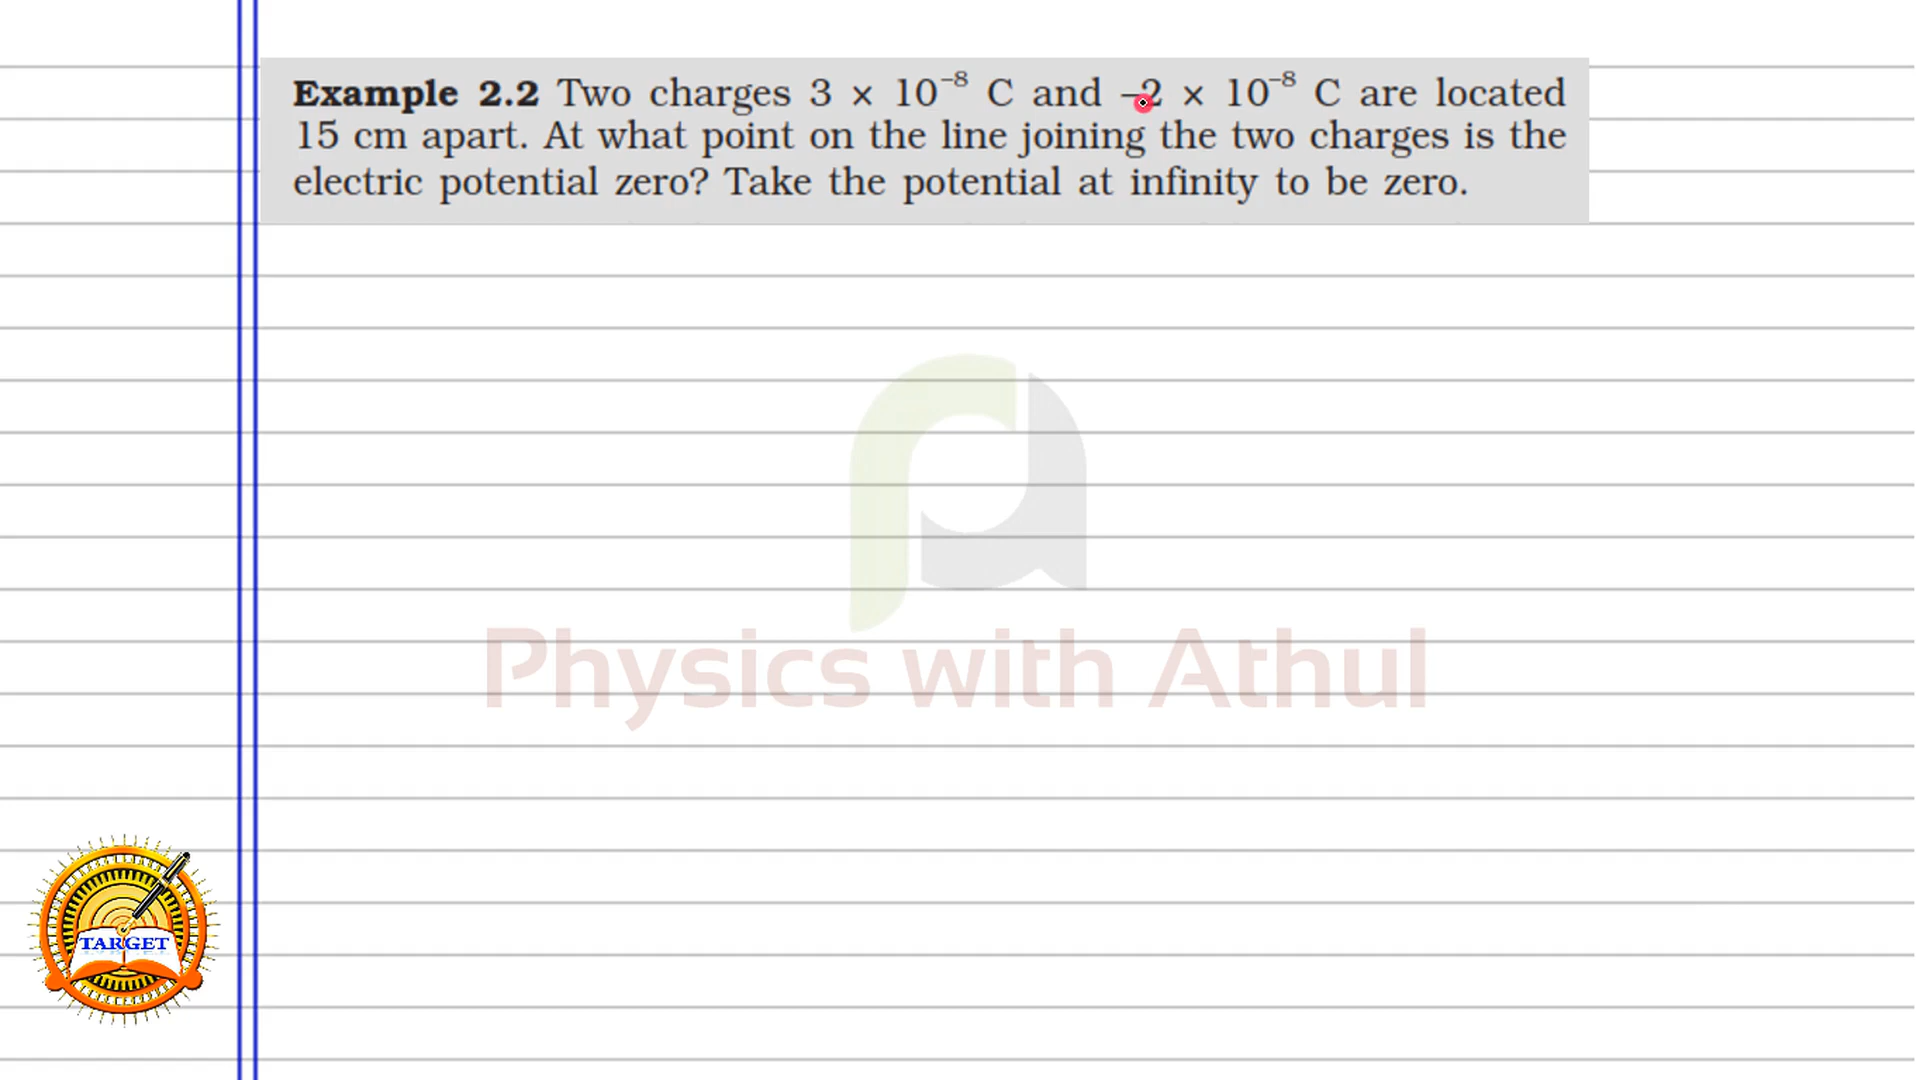 Example 2.2 Two charges 3 × 10⁻⁸ C and –2 × 10⁻⁸ C are located
15 cm apart. At what point on the line joining the two charges is the
electric potential zero? Take the potential at infinity to be zero.
Physics with Athul
TARGET